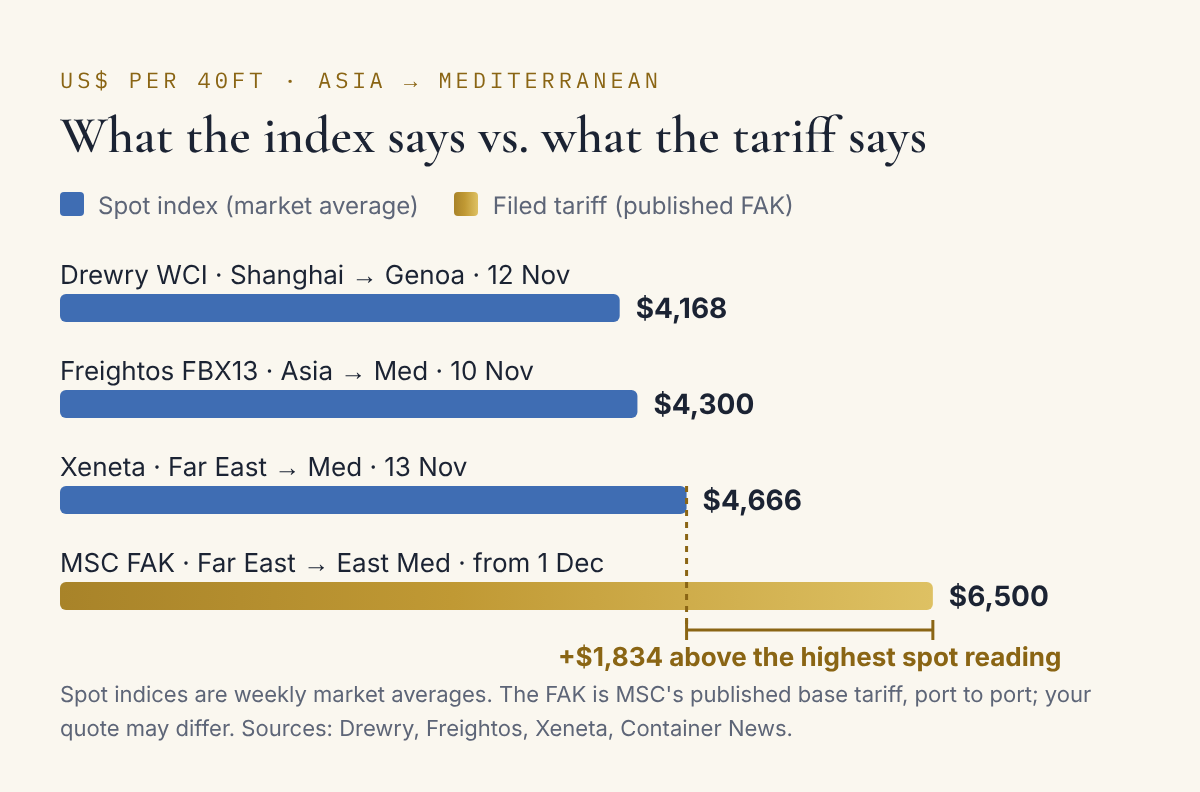 US$ PER 40FT · ASIA → MEDITERRANEAN
What the index says vs. what the tariff says
Spot index (market average)
Filed tariff (published FAK)
Drewry WCI · Shanghai → Genoa · 12 Nov
$4,168
Freightos FBX13 · Asia → Med · 10 Nov
$4,300
Xeneta · Far East → Med · 13 Nov
$4,666
MSC FAK · Far East → East Med · from 1 Dec
$6,500
+$1,834 above the highest spot reading
Spot indices are weekly market averages. The FAK is MSC's published base tariff, port to port; your
quote may differ. Sources: Drewry, Freightos, Xeneta, Container News.